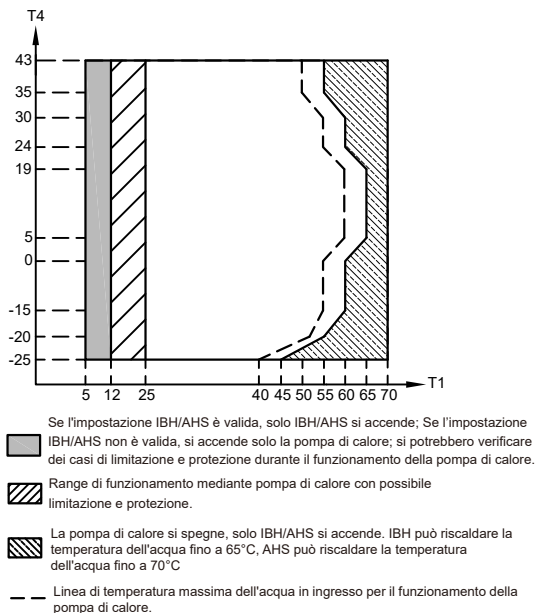 T4
43
35
30
24
19
5
0
-15
-20
-25
5 12 25 40 45 50 55 60 65 70
T1
Se l'impostazione IBH/AHS è valida, solo IBH/AHS si accende; Se l'impostazione
IBH/AHS non è valida, si accende solo la pompa di calore; si potrebbero verificare
dei casi di limitazione e protezione durante il funzionamento della pompa di calore.
Range di funzionamento mediante pompa di calore con possibile
limitazione e protezione.
La pompa di calore si spegne, solo IBH/AHS si accende. IBH può riscaldare la
temperatura dell'acqua fino a 65°C, AHS può riscaldare la temperatura
dell'acqua fino a 70°C
Linea di temperatura massima dell'acqua in ingresso per il funzionamento della
pompa di calore.